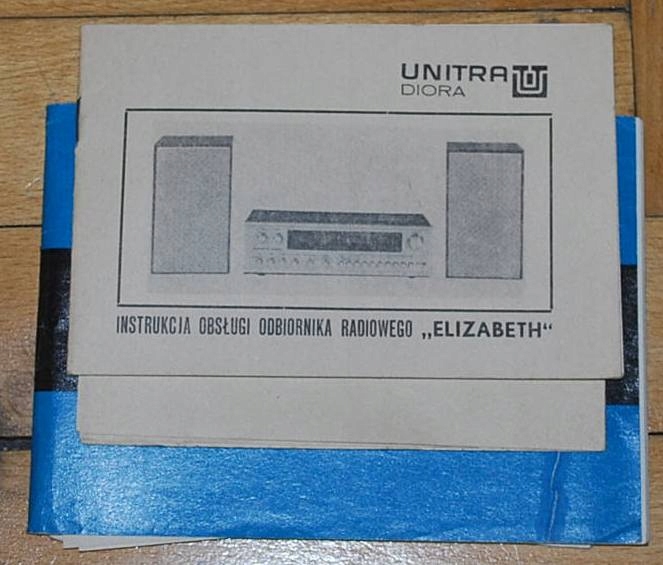 UNITRA
DIORA
INSTRUKCJA OBSŁUGI ODBIORNIKA RADIOWEGO „ELIZABETH“